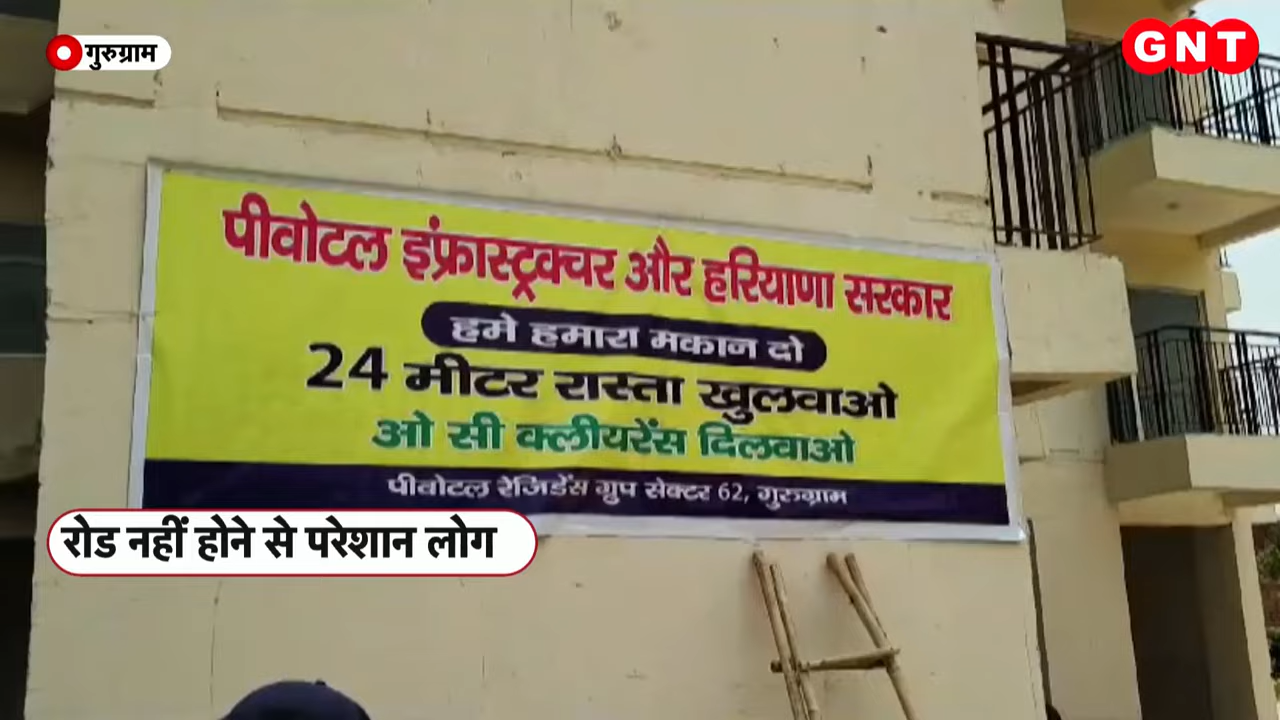 गुरुग्राम
GNT
पीवोटल इंफ्रास्ट्रक्चर और हरियाणा सरकार
हमे हमारा मकान दो
24 मीटर रास्ता खुलवाओ
ओ सी क्लीयरेंस दिलवाओ
पीवोटल रेजिडेंस ग्रुप सेक्टर 62, गुरुग्राम
रोड नहीं होने से परेशान लोग